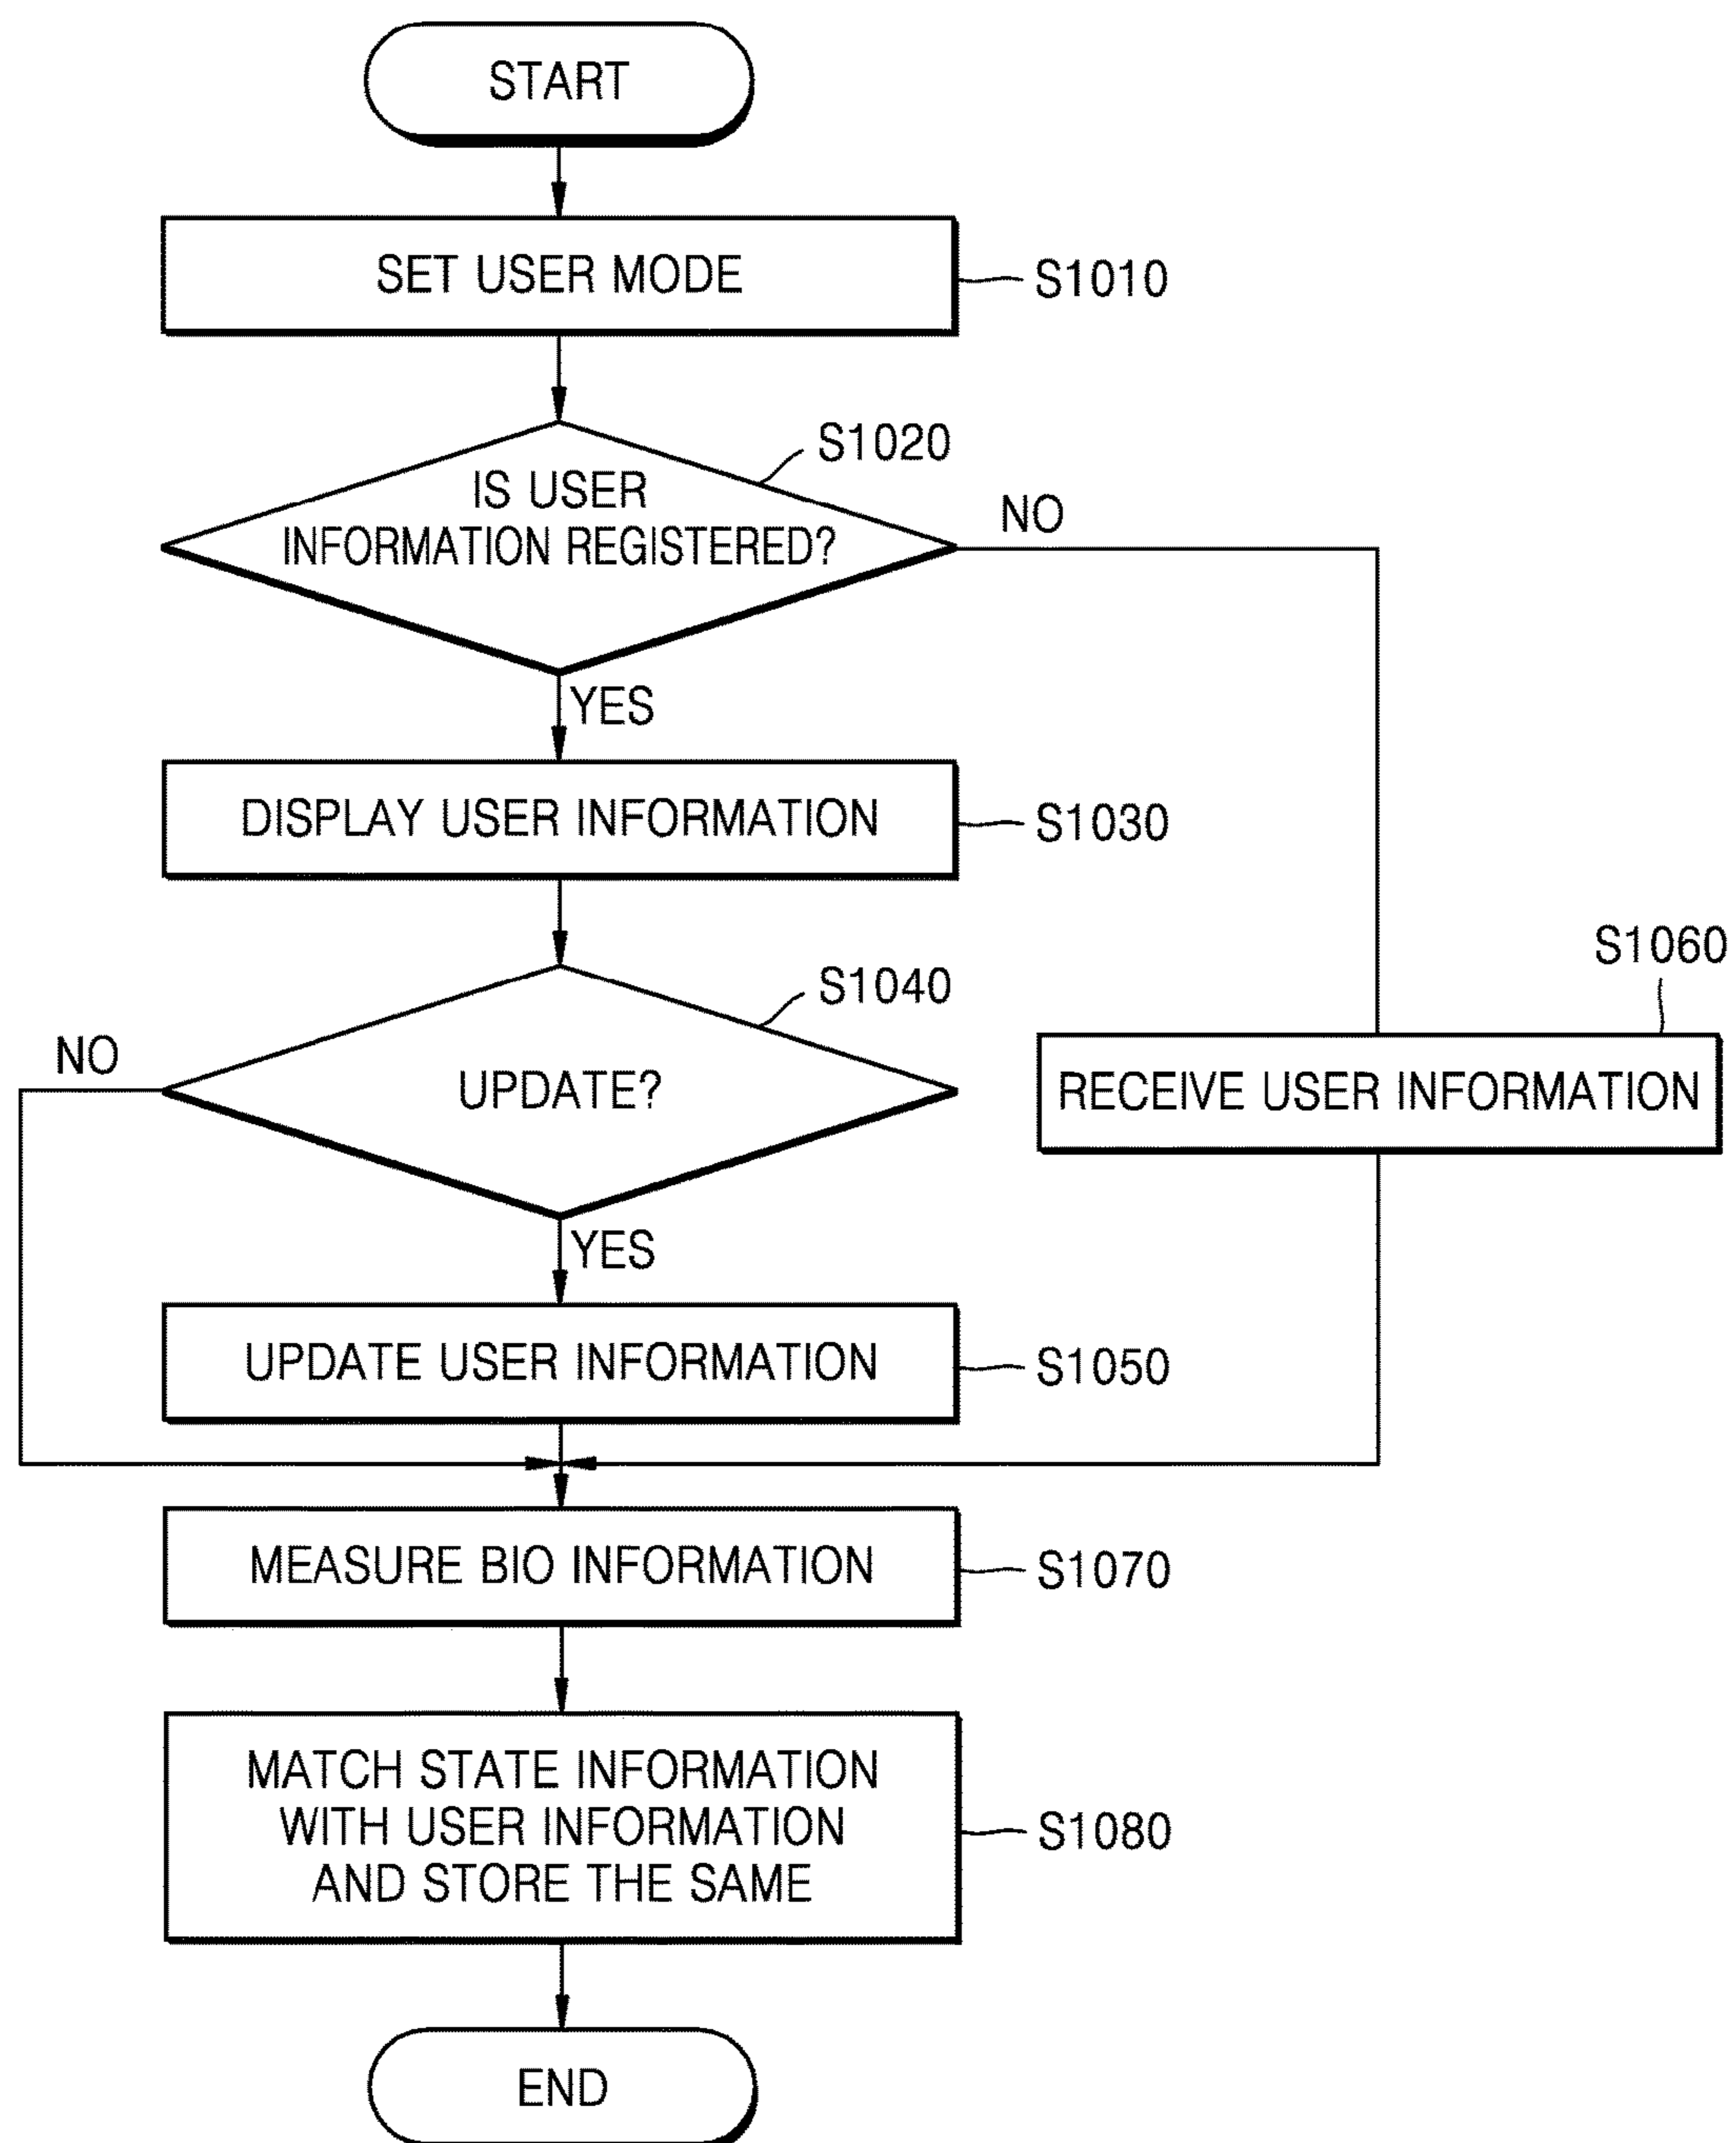 START
SET USER MODE
S1010
S1020
IS USER
INFORMATION REGISTERED?
NO
YES
DISPLAY USER INFORMATION
S1030
S1040
UPDATE?
NO
YES
S1060
RECEIVE USER INFORMATION
UPDATE USER INFORMATION
S1050
MEASURE BIO INFORMATION
S1070
MATCH STATE INFORMATION
WITH USER INFORMATION
AND STORE THE SAME
S1080
END